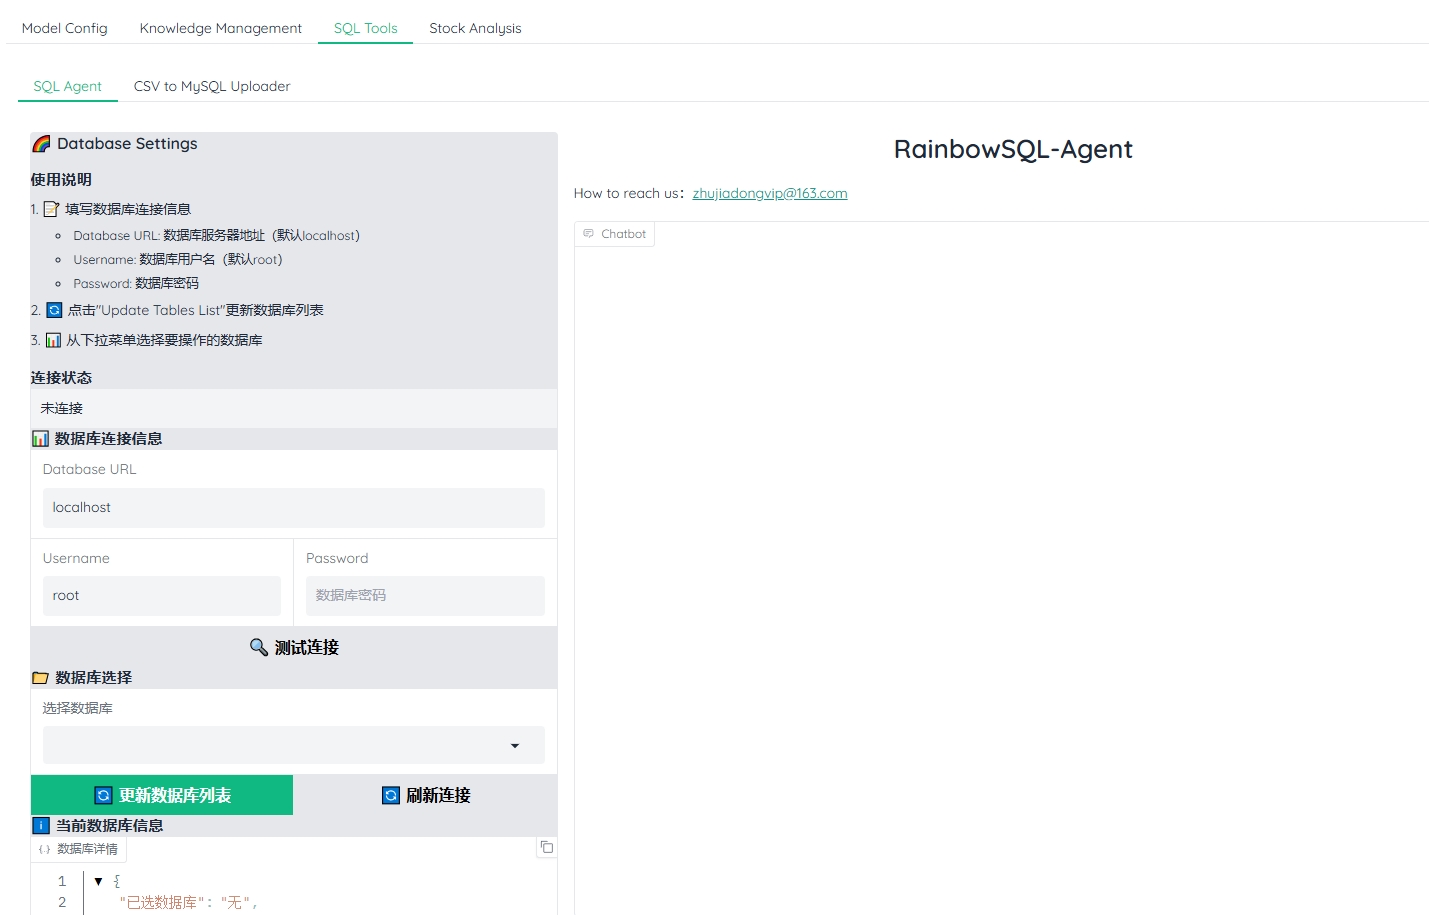 Model Config Knowledge Management SQL Tools Stock Analysis
SQL Agent CSV to MySQL Uploader
🌈 Database Settings
使用说明
1. 📝 填写数据库连接信息
Database URL: 数据库服务器地址（默认localhost）
Username: 数据库用户名（默认root）
Password: 数据库密码
2. 🔄 点击"Update Tables List"更新数据库列表
3. 📊 从下拉菜单选择要操作的数据库
连接状态
未连接
📊 数据库连接信息
Database URL
localhost
Username Password
root 数据库密码
🔍 测试连接
📁 数据库选择
选择数据库
🔄 更新数据库列表 🔄 刷新连接
ℹ️ 当前数据库信息
{.} 数据库详情
1 ▼ {
2 "已选数据库": "无",
RainbowSQL-Agent
How to reach us：zhujiadongvip@163.com
Chatbot